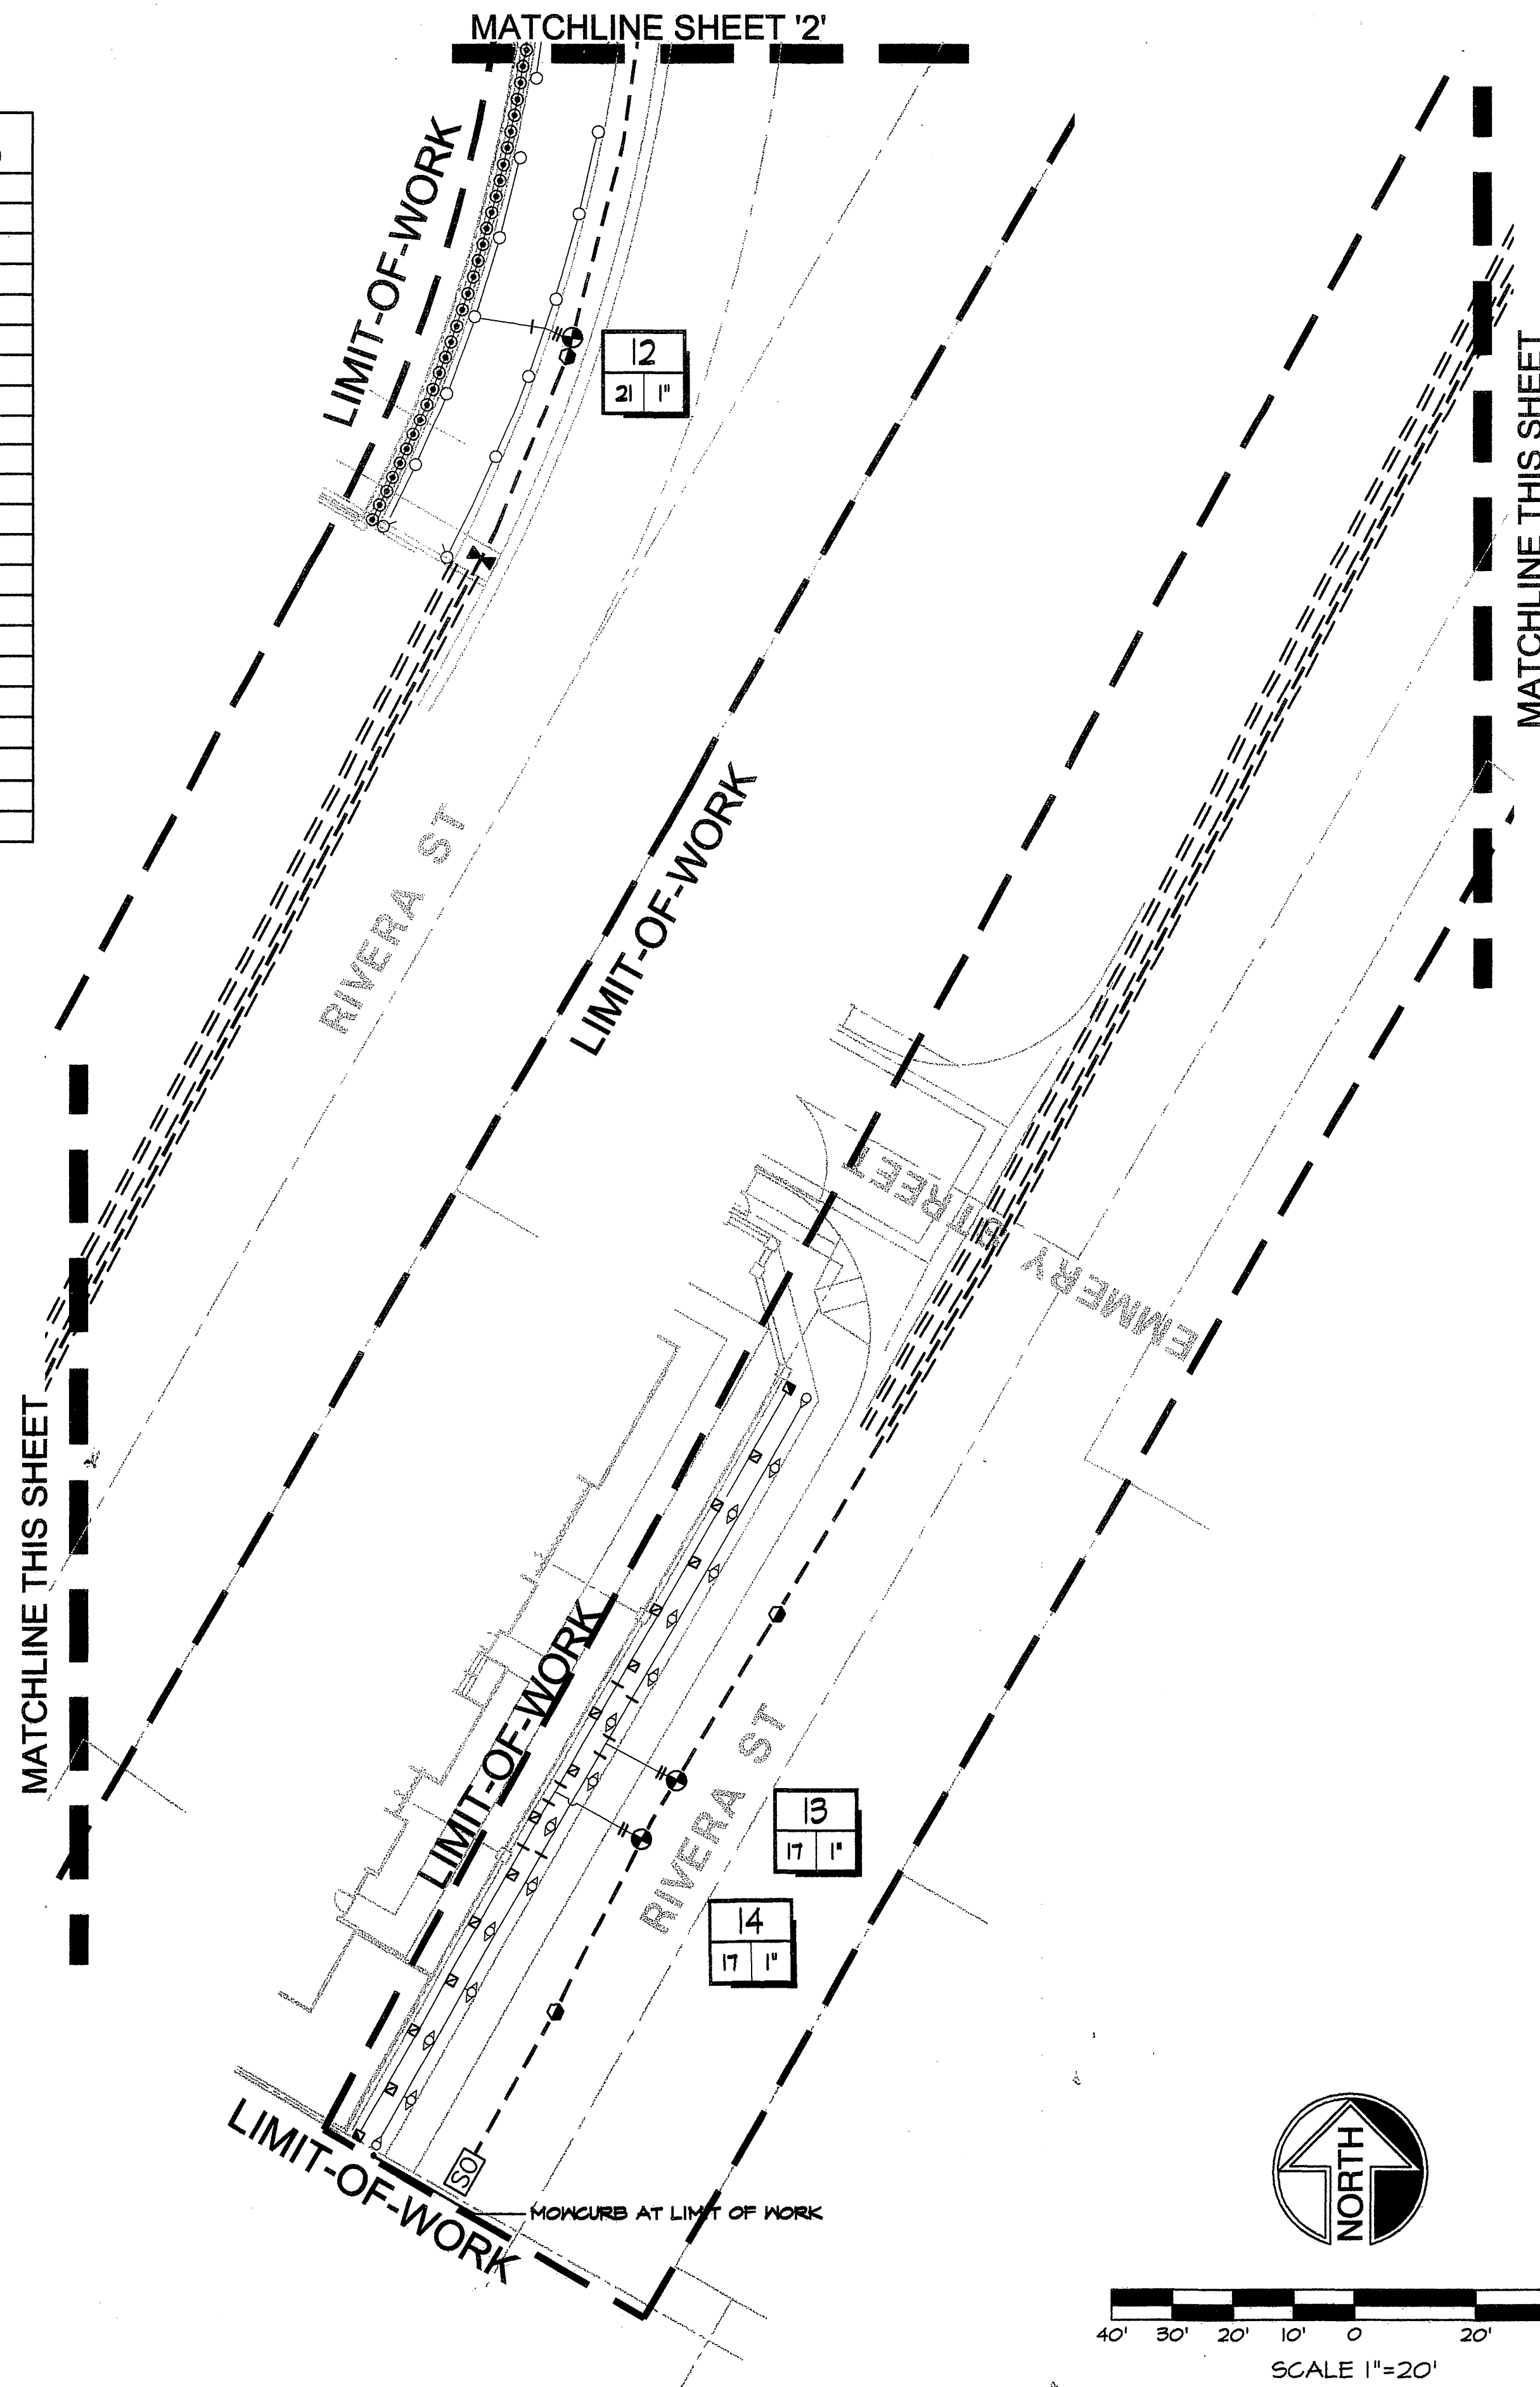 MATCHLINE SHEET '2'
LIMIT-OF-WORK
12
21 1"
MATCHLINE THIS SHEET
RIVERA ST
LIMIT-OF-WORK
EMMERY STREET
MATCHLINE THIS SHEET
LIMIT-OF-WORK
RIVERA ST
13
17 1"
14
17 1"
SO
LIMIT-OF-WORK
MOWCURB AT LIMIT OF WORK
NORTH
40' 30' 20' 10' 0 20'
SCALE 1"=20'